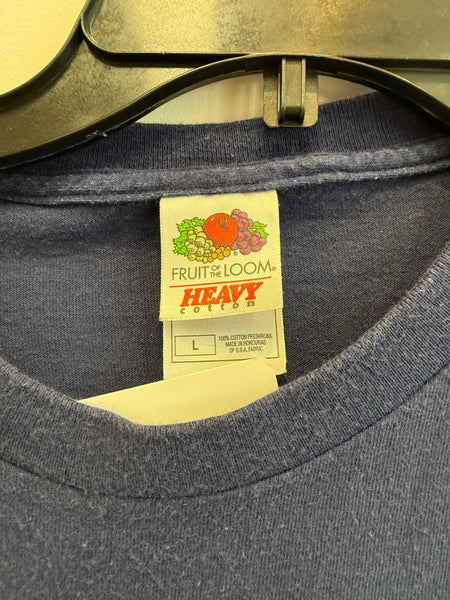 FRUIT OF THE LOOM®
HEAVY
cotton
L
100% COTTON PRESHRUNK
MADE IN HONDURAS
OF U.S.A. FABRIC